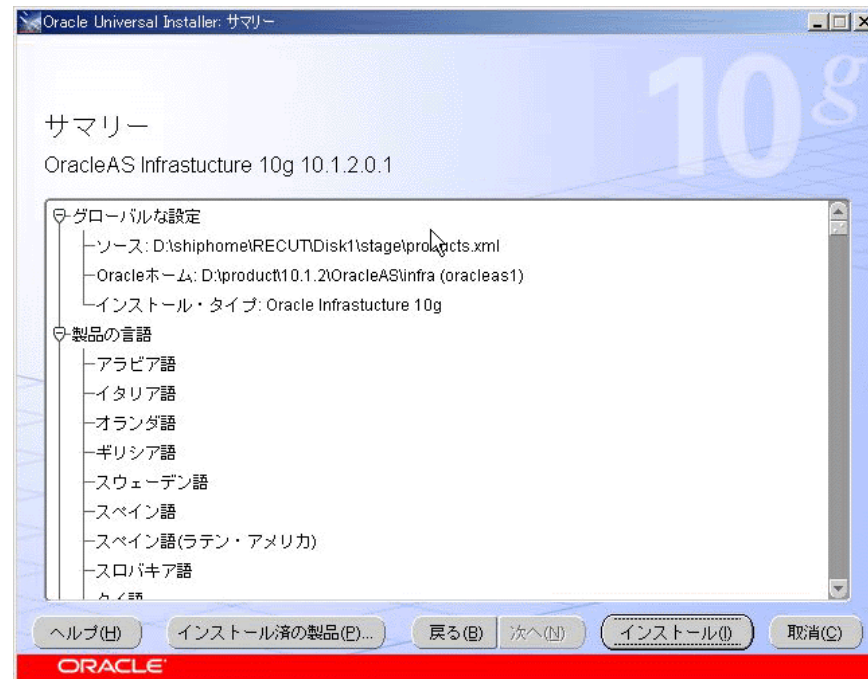 Oracle Universal Installer: サマリー
10g
サマリー
OracleAS Infrastucture 10g 10.1.2.0.1
グローバルな設定
ソース: D:\shiphome\RECUT\Disk1\stage\products.xml
Oracleホーム: D:\product\10.1.2\OracleAS\infra (oracleas1)
インストール・タイプ: Oracle Infrastucture 10g
製品の言語
アラビア語
イタリア語
オランダ語
ギリシア語
スウェーデン語
スペイン語
スペイン語(ラテン・アメリカ)
スロバキア語
タイ語
ヘルプ(H) インストール済の製品(P)... 戻る(B) 次へ(N) インストール(I) 取消(C)
ORACLE